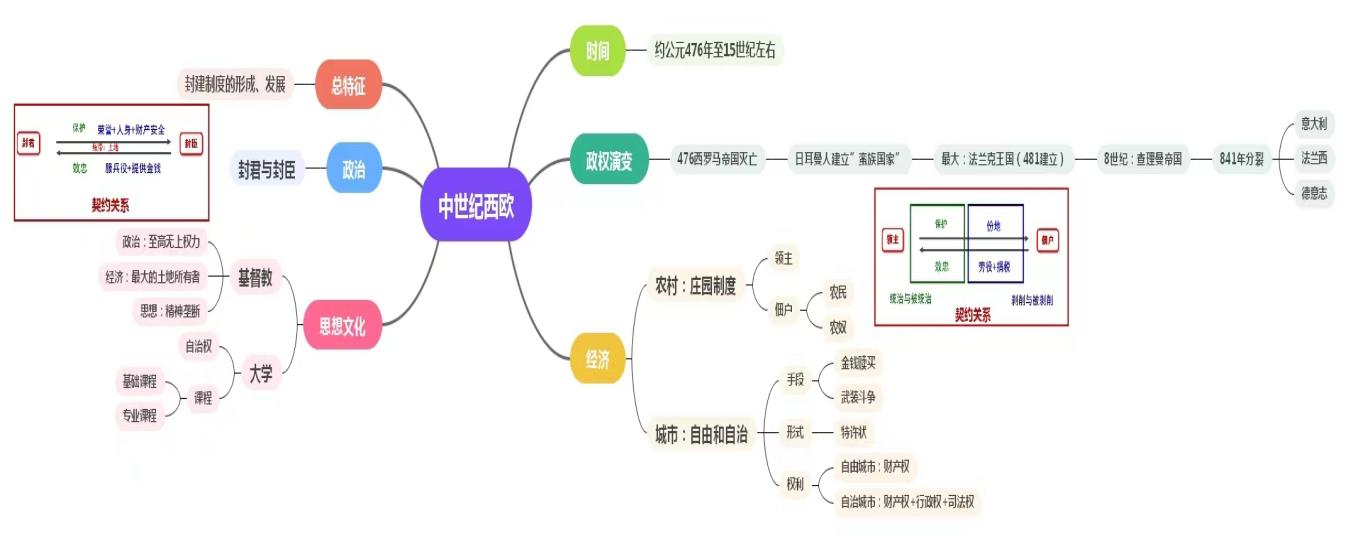 中世纪西欧
时间
约公元476年至15世纪左右
政权演变
476西罗马帝国灭亡
日耳曼人建立”蛮族国家”
最大：法兰克王国（481建立）
8世纪：查理曼帝国
841年分裂
意大利
法兰西
德意志
经济
农村：庄园制度
领主
佃户
农民
农奴
领主
保护
份地
佃户
效忠
劳役+捐税
统治与被统治
剥削与被剥削
契约关系
城市：自由和自治
手段
金钱赎买
武装斗争
形式
特许状
权利
自由城市：财产权
自治城市：财产权+行政权+司法权
总特征
封建制度的形成、发展
政治
封君与封臣
封君
保护 荣誉+人身+财产安全
纽带：土地
封臣
效忠 服兵役+提供金钱
契约关系
思想文化
基督教
政治：至高无上权力
经济：最大的土地所有者
思想：精神垄断
大学
自治权
课程
基础课程
专业课程